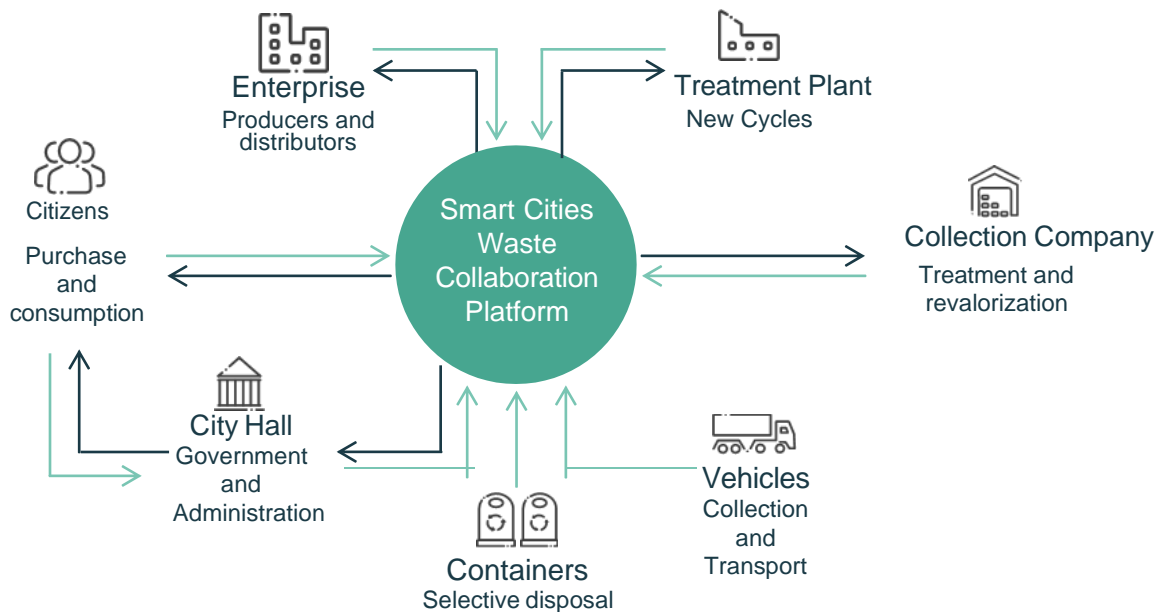 Enterprise
Producers and
distributors
Treatment Plant
New Cycles
Citizens
Purchase
and
consumption
Smart Cities
Waste
Collaboration
Platform
Collection Company
Treatment and
revalorization
City Hall
Government
and
Administration
Containers
Selective disposal
Vehicles
Collection
and
Transport